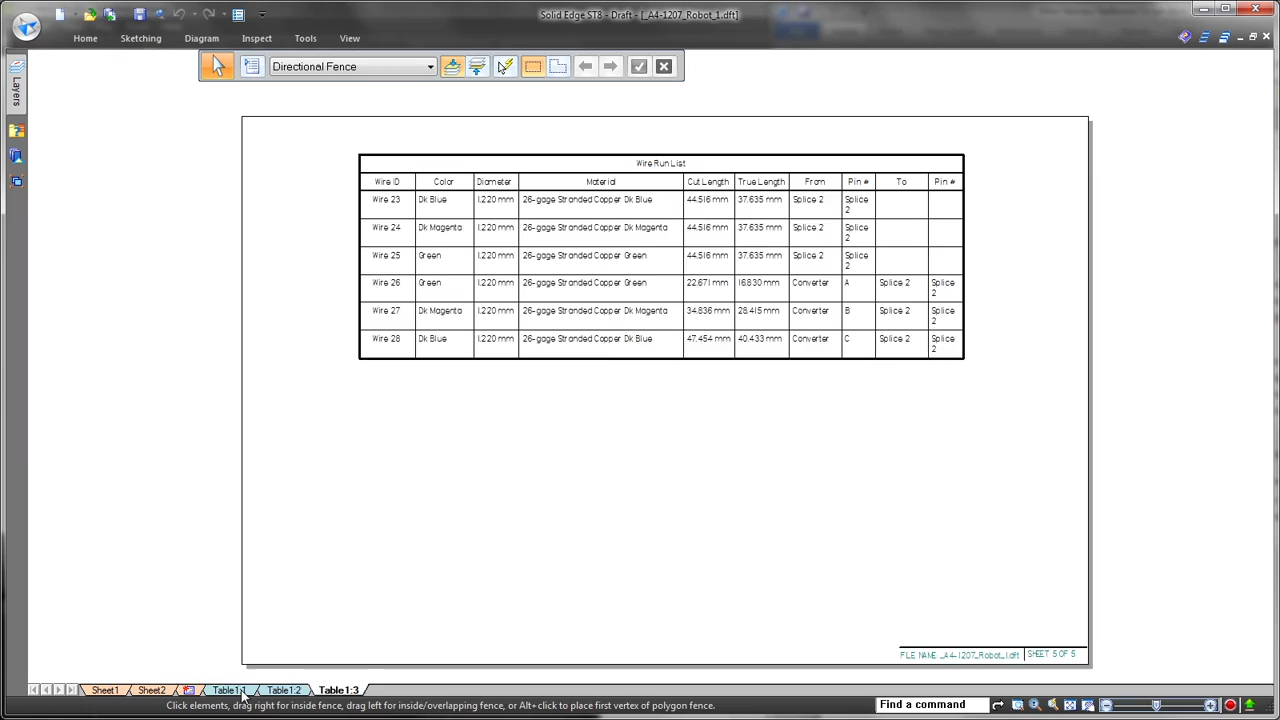 Solid Edge ST8 - Draft - [_A4-1207_Robot_1.dft]
Home Sketching Diagram Inspect Tools View
Directional Fence
Layers
Wire Run List
Wire ID Color Diameter Material Cut Length True Length From Pin # To Pin #
Wire 23 Dk Blue 1.220 mm 26-gage Stranded Copper Dk Blue 44.516 mm 37.635 mm Splice 2 Splice 2
Wire 24 Dk Magenta 1.220 mm 26-gage Stranded Copper Dk Magenta 44.516 mm 37.635 mm Splice 2 Splice 2
Wire 25 Green 1.220 mm 26-gage Stranded Copper Green 44.516 mm 37.635 mm Splice 2 Splice 2
Wire 26 Green 1.220 mm 26-gage Stranded Copper Green 22.671 mm 16.830 mm Converter A Splice 2 Splice 2
Wire 27 Dk Magenta 1.220 mm 26-gage Stranded Copper Dk Magenta 34.836 mm 28.415 mm Converter B Splice 2 Splice 2
Wire 28 Dk Blue 1.220 mm 26-gage Stranded Copper Dk Blue 47.454 mm 40.433 mm Converter C Splice 2 Splice 2
FILE NAME _A4-1207_Robot_1.dft SHEET 5 OF 5
Sheet1 Sheet2 Table1:1 Table1:2 Table1:3
Click elements, drag right for inside fence, drag left for inside/overlapping fence, or Alt+click to place first vertex of polygon fence.
Find a command